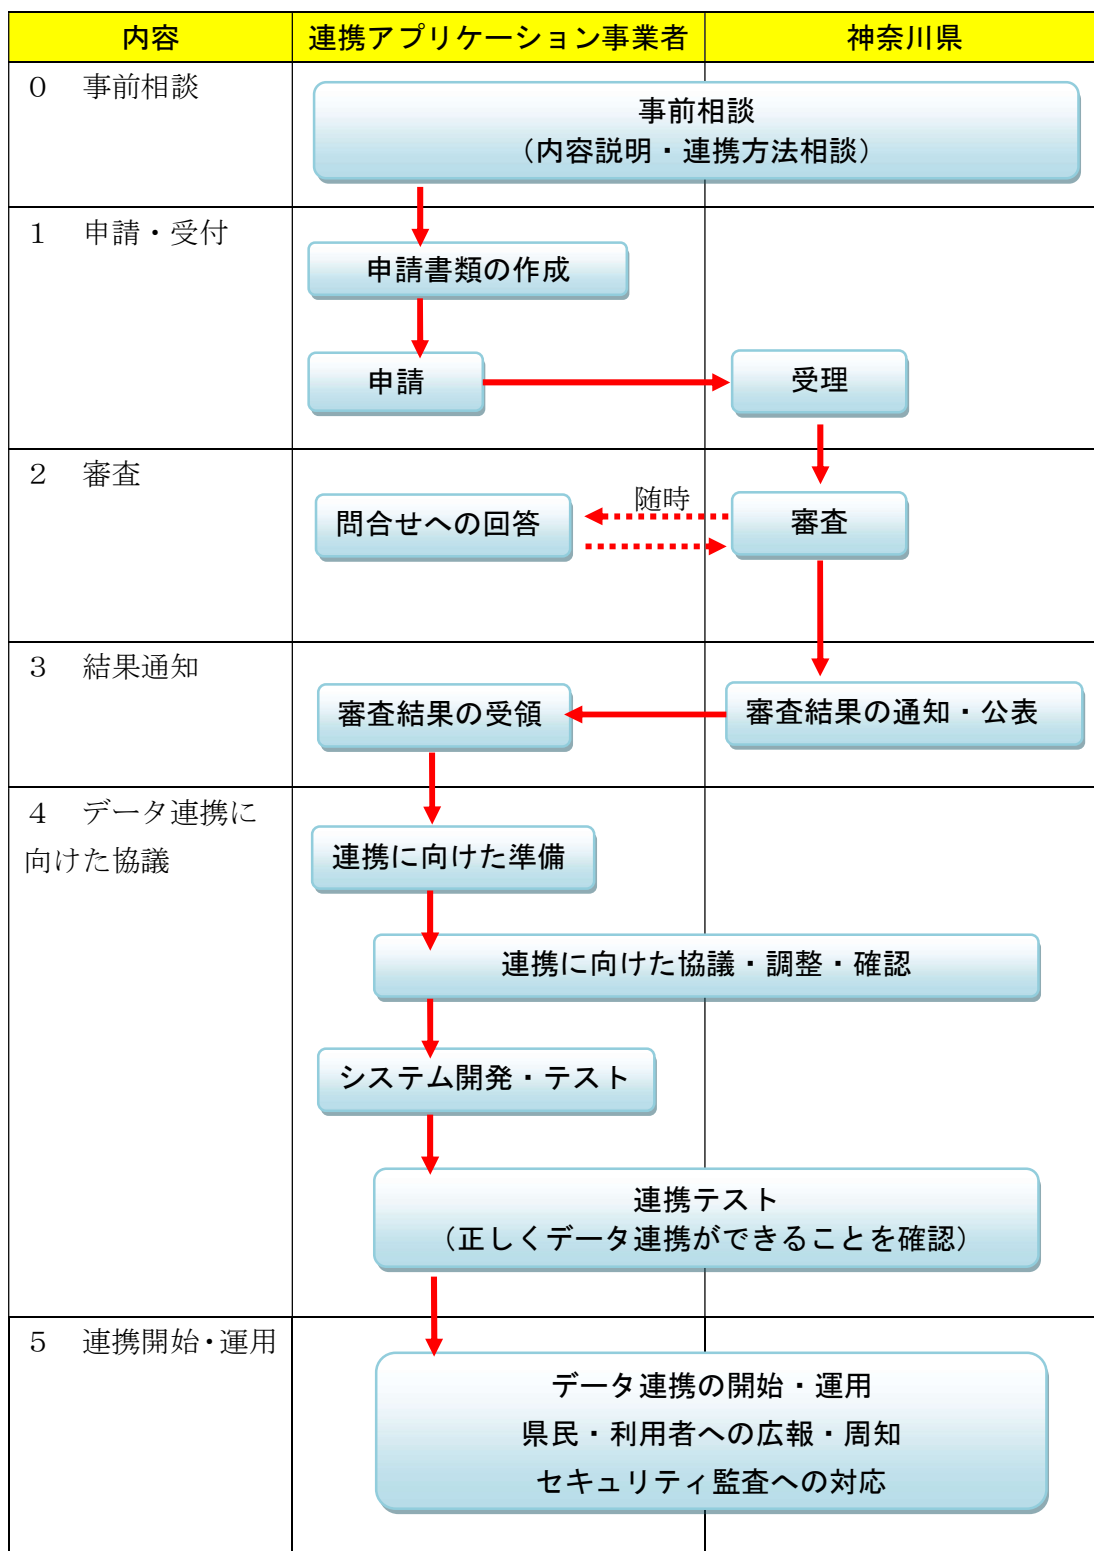 内容
連携アプリケーション事業者
神奈川県
０　事前相談
事前相談
（内容説明・連携方法相談）
１　申請・受付
申請書類の作成
申請
受理
２　審査
随時
問合せへの回答
審査
３　結果通知
審査結果の受領
審査結果の通知・公表
４　データ連携に
向けた協議
連携に向けた準備
連携に向けた協議・調整・確認
システム開発・テスト
連携テスト
（正しくデータ連携ができることを確認）
５　連携開始・運用
データ連携の開始・運用
県民・利用者への広報・周知
セキュリティ監査への対応